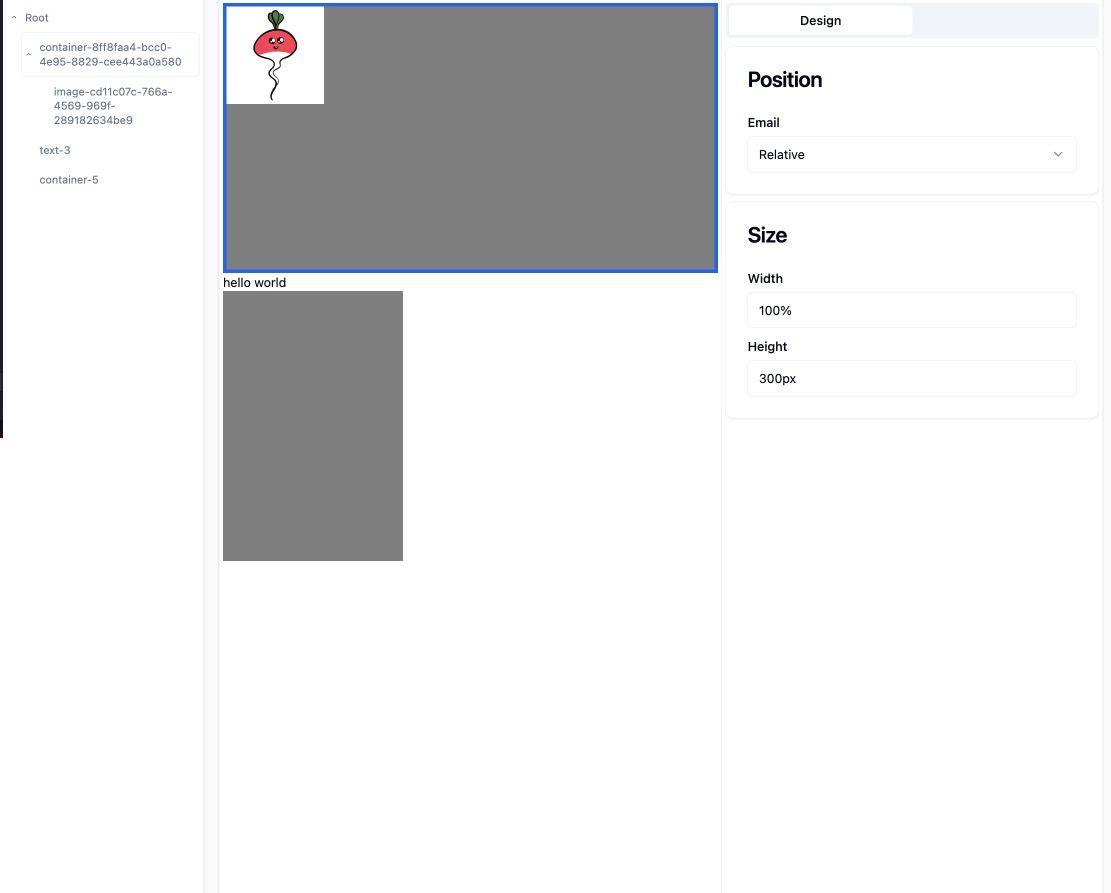 Root
container-8ff8faa4-bcc0-
4e95-8829-cee443a0a580
image-cd11c07c-766a-
4569-969f-
289182634be9
text-3
container-5
hello world
Design
Position
Email
Relative
Size
Width
100%
Height
300px